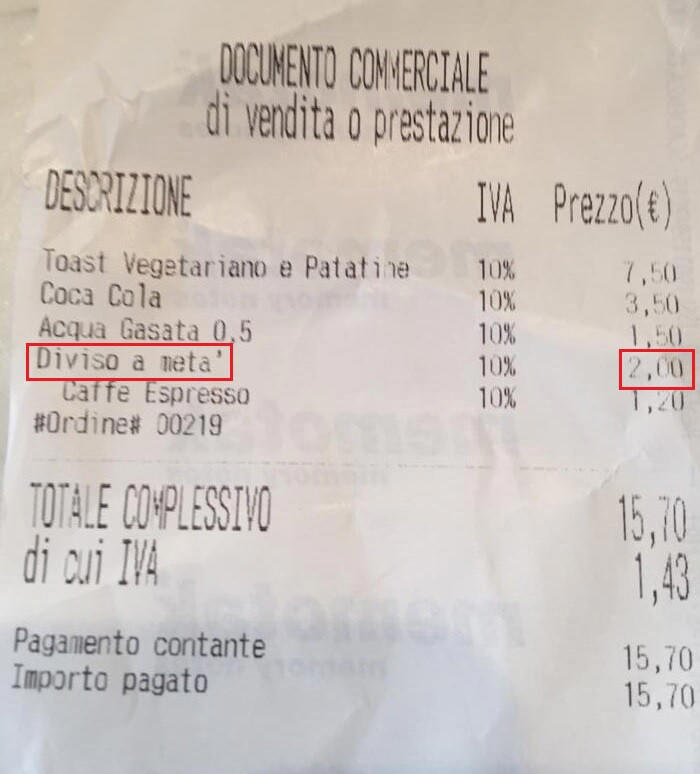 DOCUMENTO COMMERCIALE
di vendita o prestazione
DESCRIZIONE IVA Prezzo(€)
Toast Vegetariano e Patatine 10% 7,50
Coca Cola 10% 3,50
Acqua Gasata 0,5 10% 1,50
Diviso a meta' 10% 2,00
Caffe Espresso 10% 1,20
#Ordine# 00219
TOTALE COMPLESSIVO 15,70
di cui IVA 1,43
Pagamento contante 15,70
Importo pagato 15,70